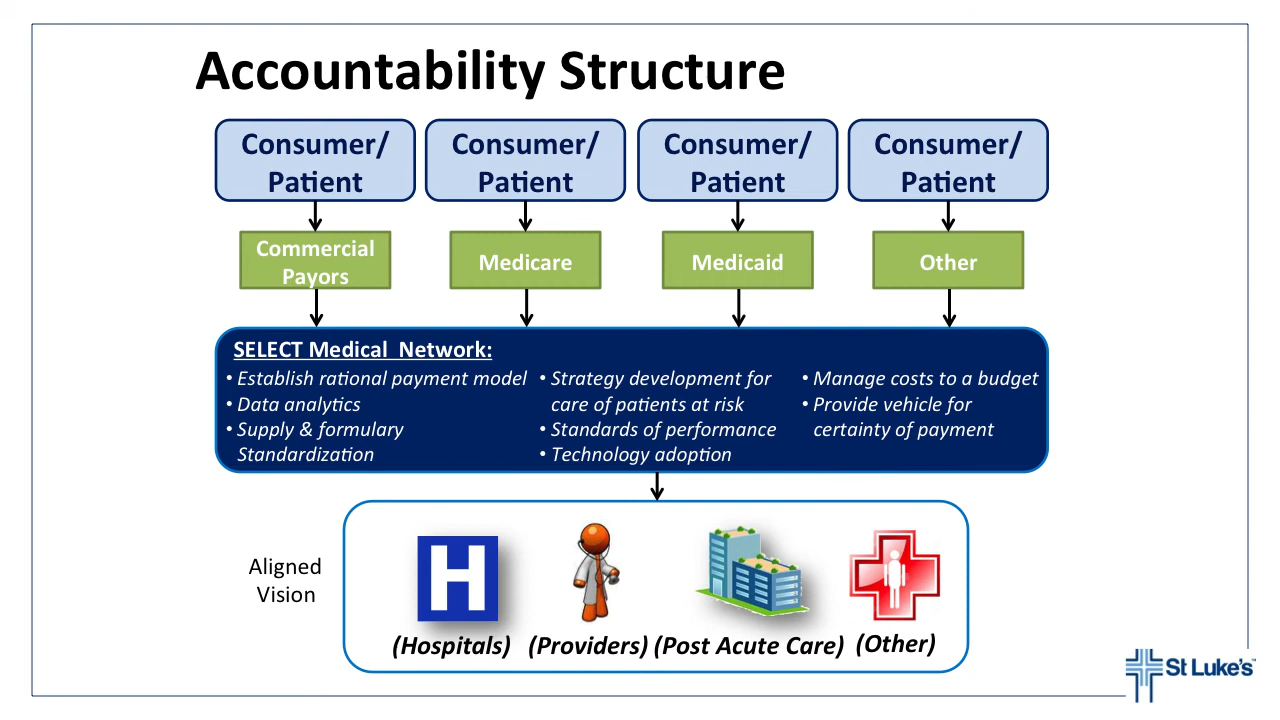 Accountability Structure
Consumer/
Patient
Consumer/
Patient
Consumer/
Patient
Consumer/
Patient
Commercial
Payors
Medicare
Medicaid
Other
SELECT Medical  Network:
• Establish rational payment model
• Data analytics
• Supply & formulary
Standardization
• Strategy development for
care of patients at risk
• Standards of performance
• Technology adoption
• Manage costs to a budget
• Provide vehicle for
certainty of payment
Aligned
Vision
H
(Hospitals)
(Providers)
(Post Acute Care)
(Other)
St Luke's™